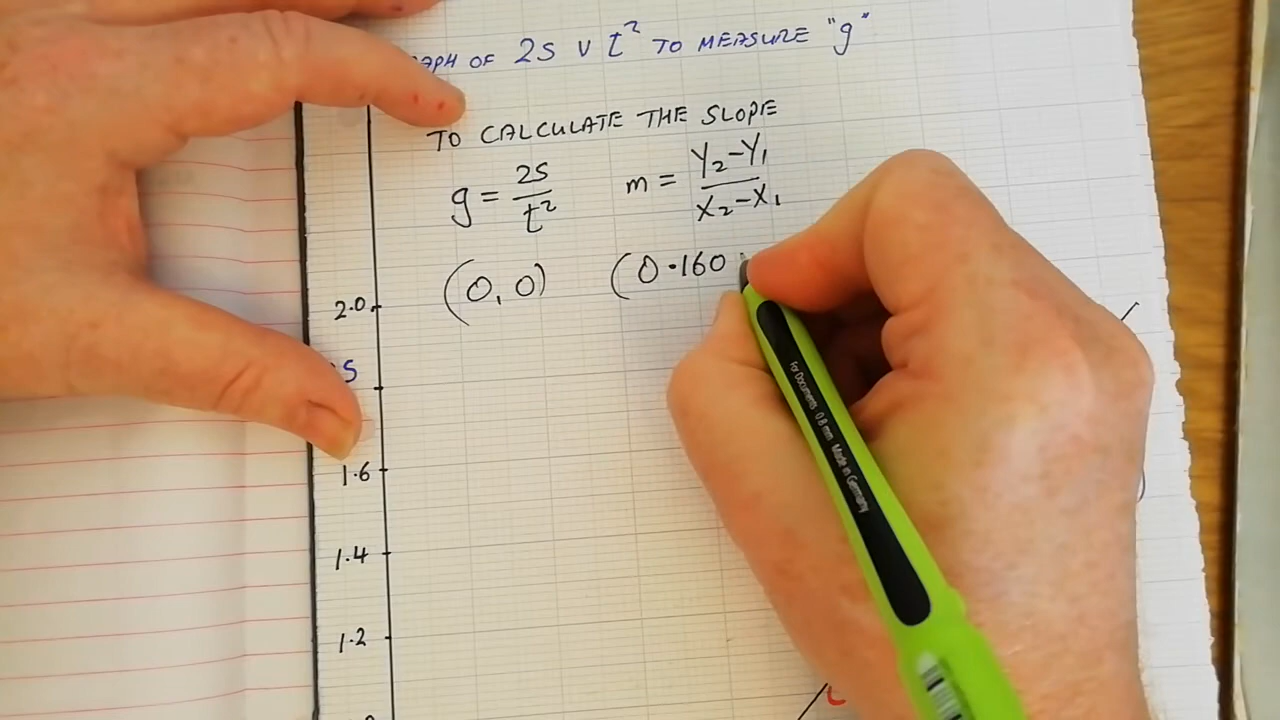 OF 2S V t² TO MEASURE "g"
TO CALCULATE THE SLOPE
g = 2S/t² m = Y₂-Y₁/X₂-X₁
(0,0) (0·160
2.0
S
1.6
1.4
1.2
For Documents 0.8 mm Made in Germany